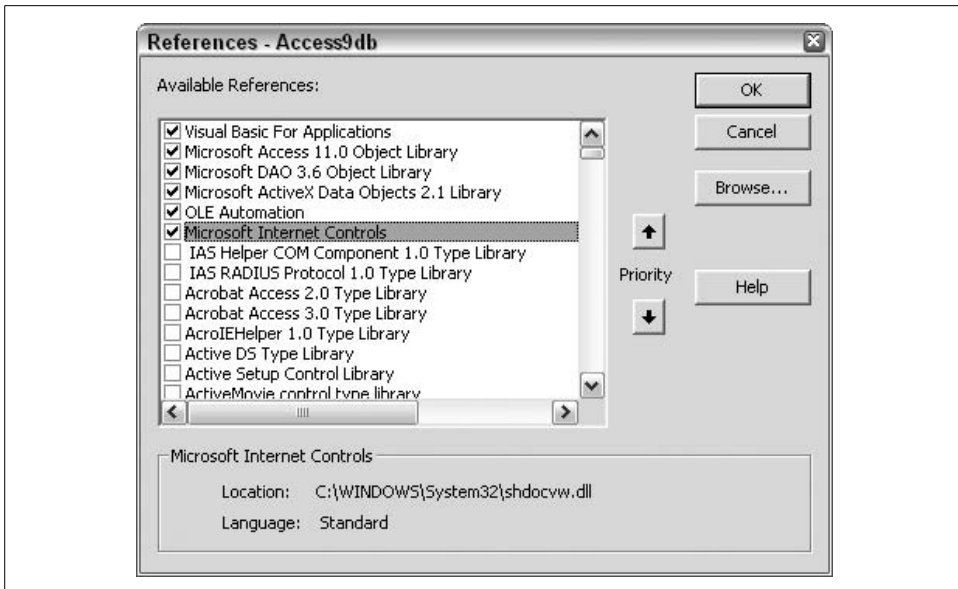 References - Access9db
Available References:
Visual Basic For Applications
Microsoft Access 11.0 Object Library
Microsoft DAO 3.6 Object Library
Microsoft ActiveX Data Objects 2.1 Library
OLE Automation
Microsoft Internet Controls
IAS Helper COM Component 1.0 Type Library
IAS RADIUS Protocol 1.0 Type Library
Acrobat Access 2.0 Type Library
Acrobat Access 3.0 Type Library
AcroIEHelper 1.0 Type Library
Active DS Type Library
Active Setup Control Library
ActiveMovie control type library
Priority
OK
Cancel
Browse...
Help
Microsoft Internet Controls
Location: C:\WINDOWS\System32\shdocvw.dll
Language: Standard